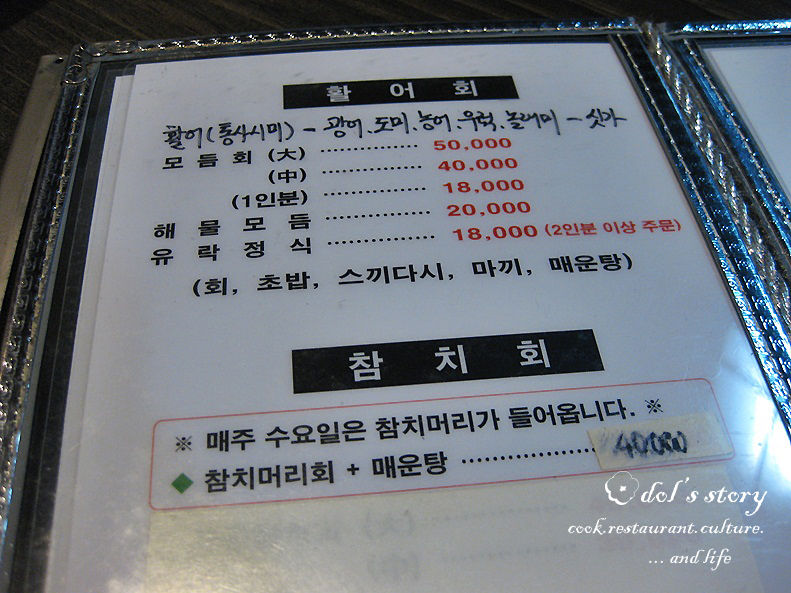 활 어 회
활어(통사시미) - 광어.도미.농어.우럭.놀래미 - 싯가
모 듬 회 (大) ·················· 50,000
(中) ·················· 40,000
(1인분) ·················· 18,000
해 물 모 듬 ·················· 20,000
유 락 정 식 ·················· 18,000 (2인분 이상 주문)
(회, 초밥, 스끼다시, 마끼, 매운탕)
참 치 회
※ 매주 수요일은 참치머리가 들어옵니다. ※
◆ 참치머리회 + 매운탕 ·················· 40,000
dol's story
cook.restaurant.culture.
... and life